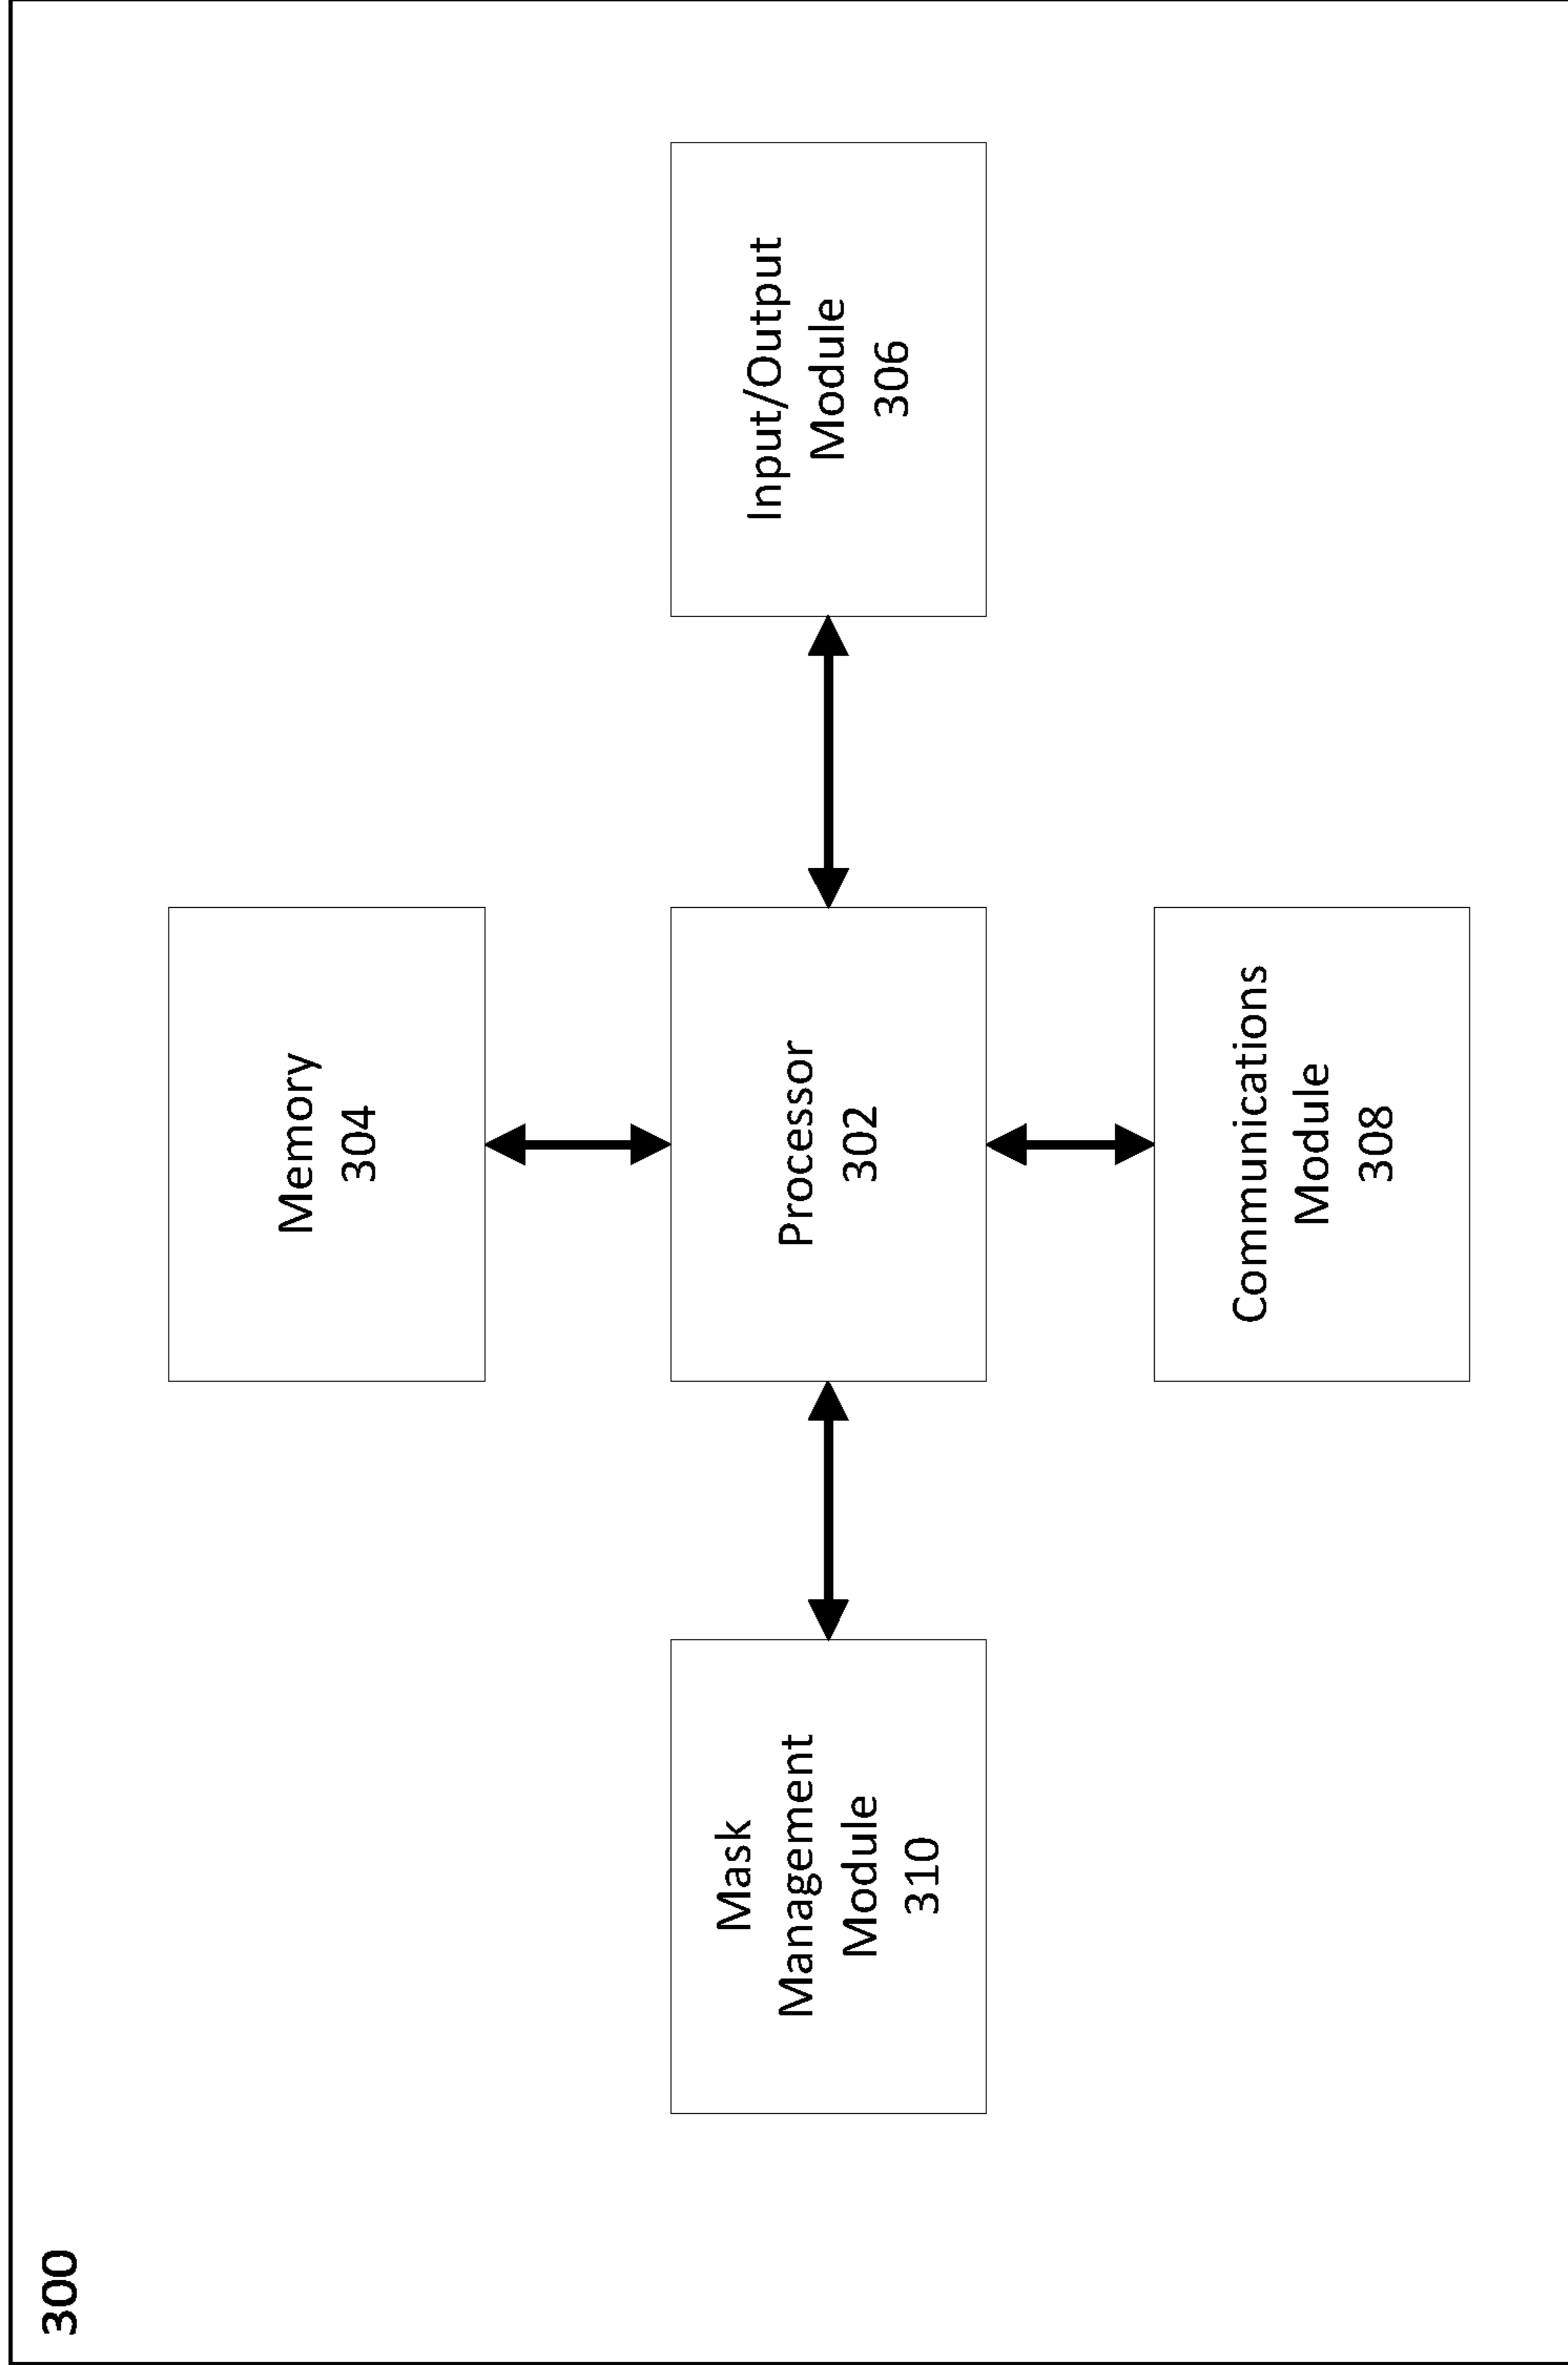 300
Memory
304
Mask
Management
Module
310
Processor
302
Input/Output
Module
306
Communications
Module
308